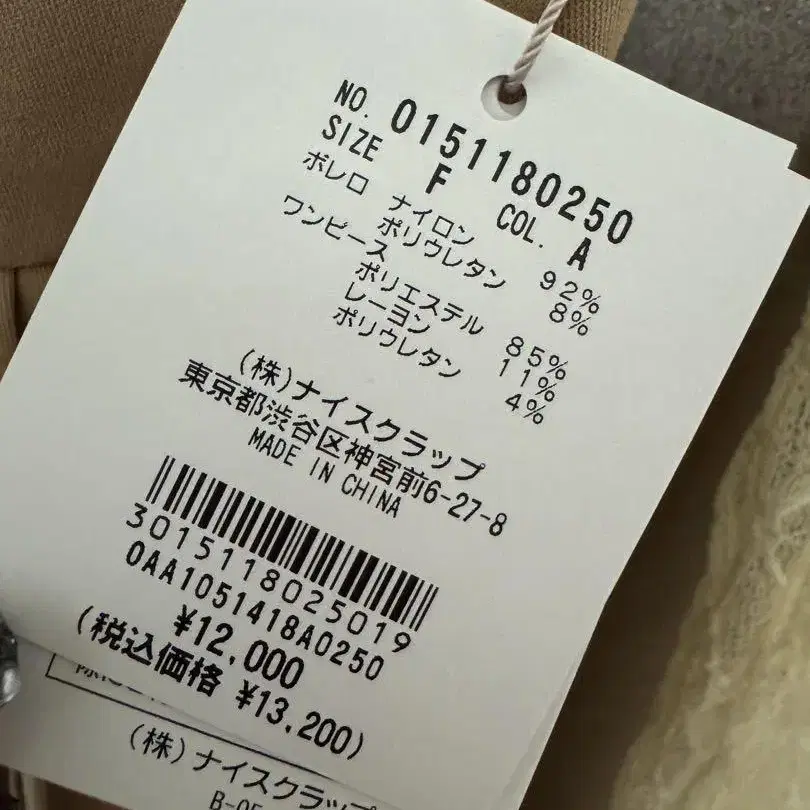 NO. 0151180250
SIZE F COL. A
ボレロ ナイロン 92%
ポリウレタン 8%
ワンピース
ポリエステル 85%
レーヨン 11%
ポリウレタン 4%
(株)ナイスクラップ
東京都渋谷区神宮前6-27-8
MADE IN CHINA
3015118025019
0AA1051418A0250
¥12,000
(税込価格 ¥13,200)
(株)ナイスクラップ